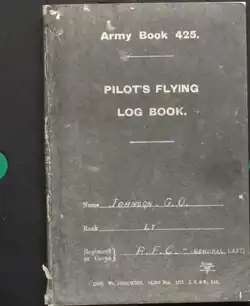 Army Book 425.
PILOT'S FLYING
LOG BOOK.
Name JOHNSON. G.O.
Rank LT
Regiment or Corps} R.F.C. - GENERAL LIST.